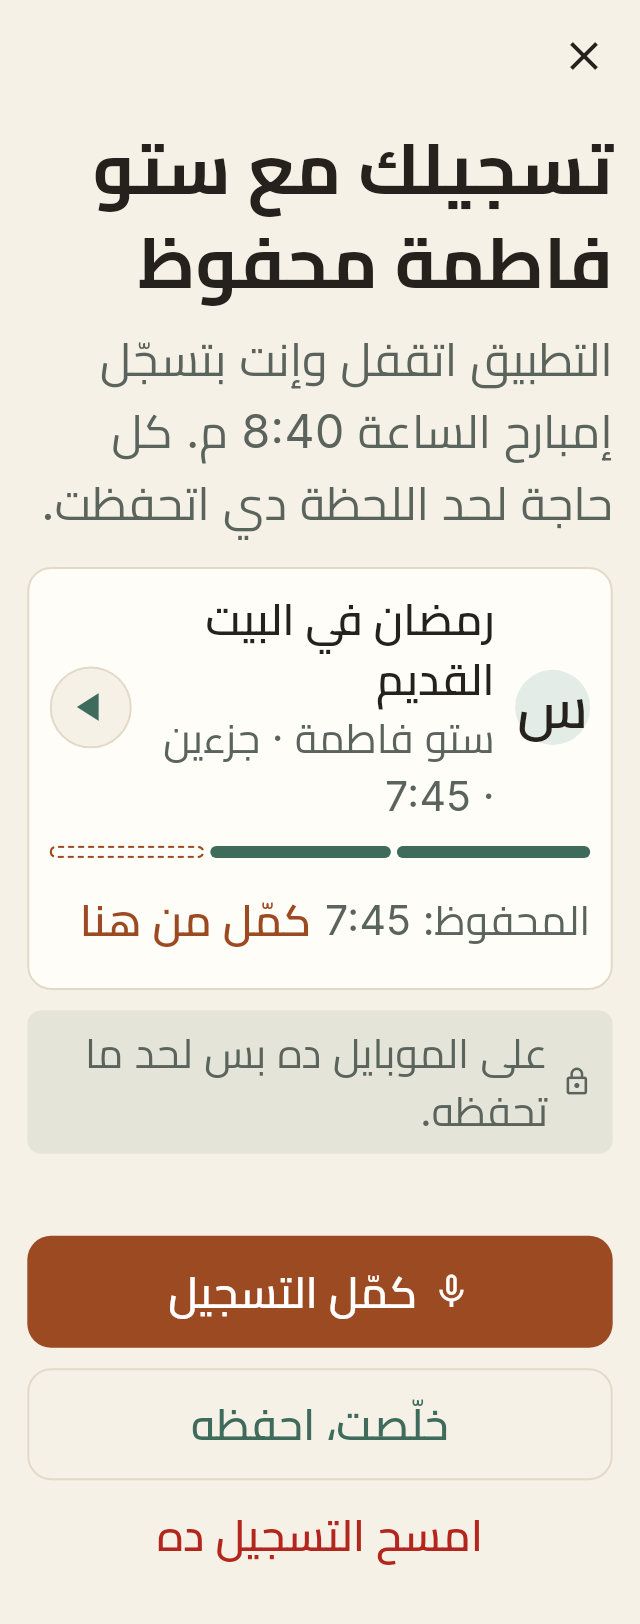 تسجيلك مع ستو
فاطمة محفوظ
التطبيق اتقفل وإنت بتسجّل
إمبارح الساعة 8:40 م. كل
حاجة لحد اللحظة دي اتحفظت.
س
رمضان في البيت
القديم
ستو فاطمة · جزءين
· 7:45
المحفوظ: 7:45 كمّل من هنا
على الموبايل ده بس لحد ما
تحفظه.
كمّل التسجيل
خلّصت، احفظه
امسح التسجيل ده